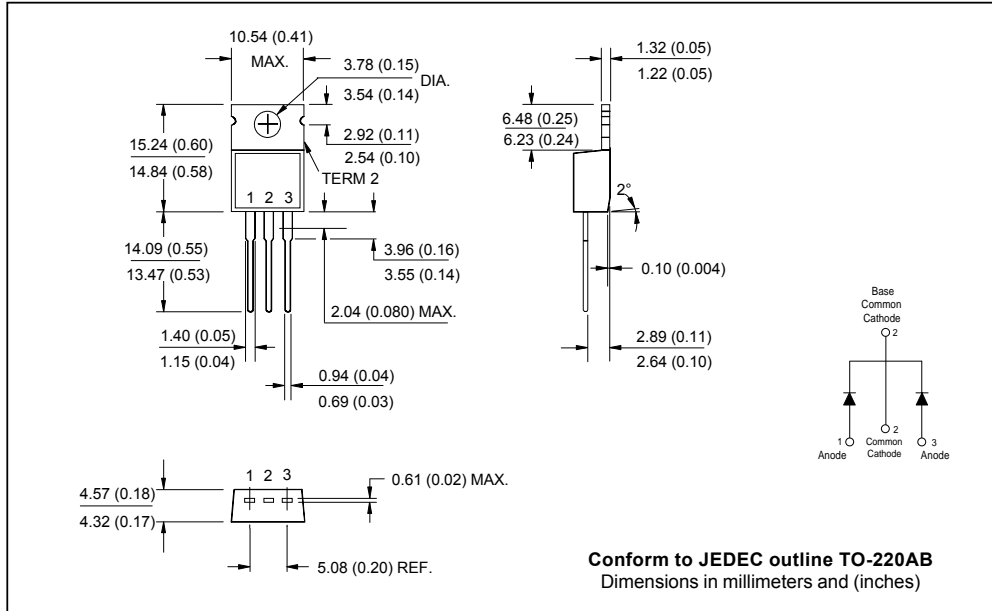 10.54 (0.41)
MAX.
3.78 (0.15)
3.54 (0.14)
DIA.
2.92 (0.11)
2.54 (0.10)
TERM 2
15.24 (0.60)
14.84 (0.58)
1 2 3
14.09 (0.55)
13.47 (0.53)
3.96 (0.16)
3.55 (0.14)
2.04 (0.080) MAX.
1.40 (0.05)
1.15 (0.04)
0.94 (0.04)
0.69 (0.03)
1.32 (0.05)
1.22 (0.05)
6.48 (0.25)
6.23 (0.24)
2°
0.10 (0.004)
2.89 (0.11)
2.64 (0.10)
Base
Common
Cathode
2
1
Anode
2
Common
Cathode
3
Anode
1 2 3
4.57 (0.18)
4.32 (0.17)
0.61 (0.02) MAX.
5.08 (0.20) REF.
Conform to JEDEC outline TO-220AB
Dimensions in millimeters and (inches)